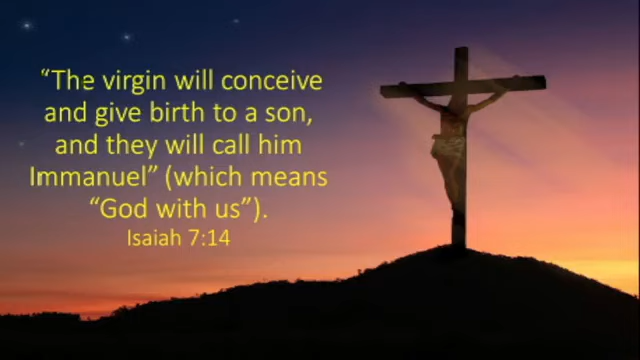 “The virgin will conceive
and give birth to a son,
and they will call him
Immanuel” (which means
“God with us”).
Isaiah 7:14